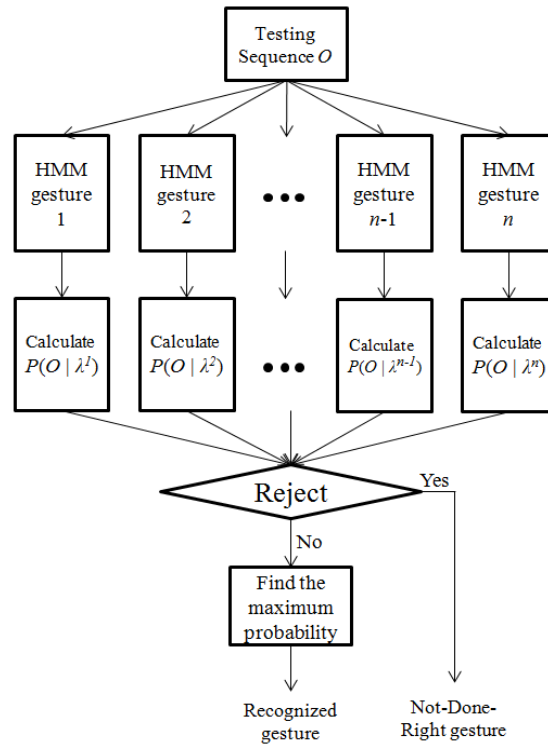 Testing
Sequence O
HMM
gesture
1
HMM
gesture
2
•••
HMM
gesture
n-1
HMM
gesture
n
Calculate
P(O | λ¹)
Calculate
P(O | λ²)
•••
Calculate
P(O | λⁿ⁻¹)
Calculate
P(O | λⁿ)
Reject
Yes
No
Find the
maximum
probability
Recognized
gesture
Not-Done-
Right gesture